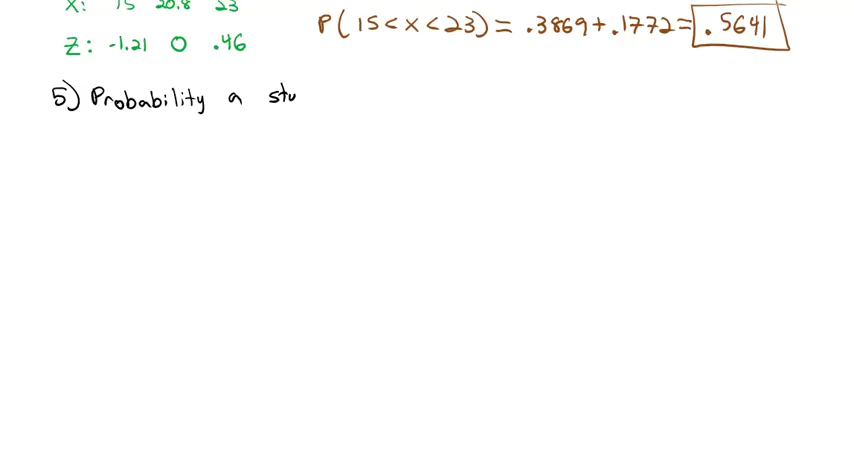 X: 15 20.8 23
P( 15 < X < 23) = .3869 + .1772 = .5641
Z: -1.21 0 .46
5) Probability a stu